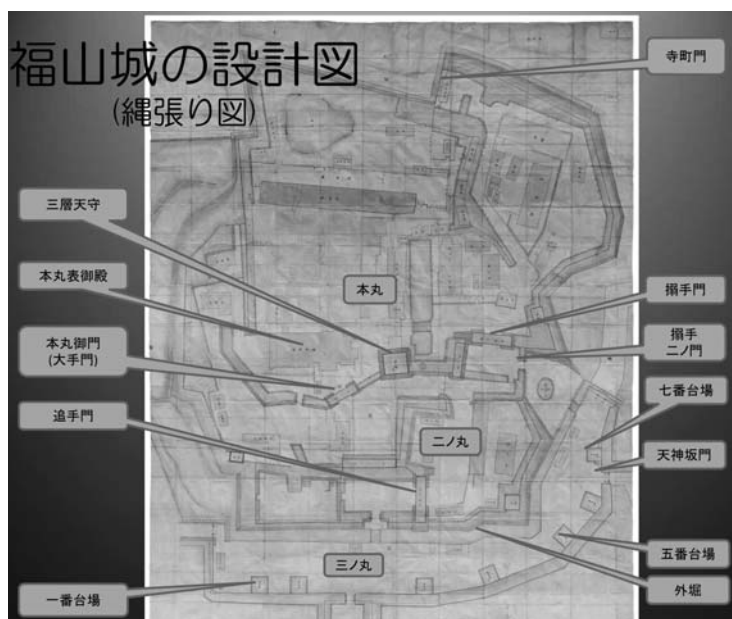 福山城の設計図
(縄張り図)
寺町門
三層天守
本丸表御殿
本丸
搦手門
本丸御門
(大手門)
搦手
二ノ門
七番台場
追手門
二ノ丸
天神坂門
三ノ丸
五番台場
一番台場
外堀